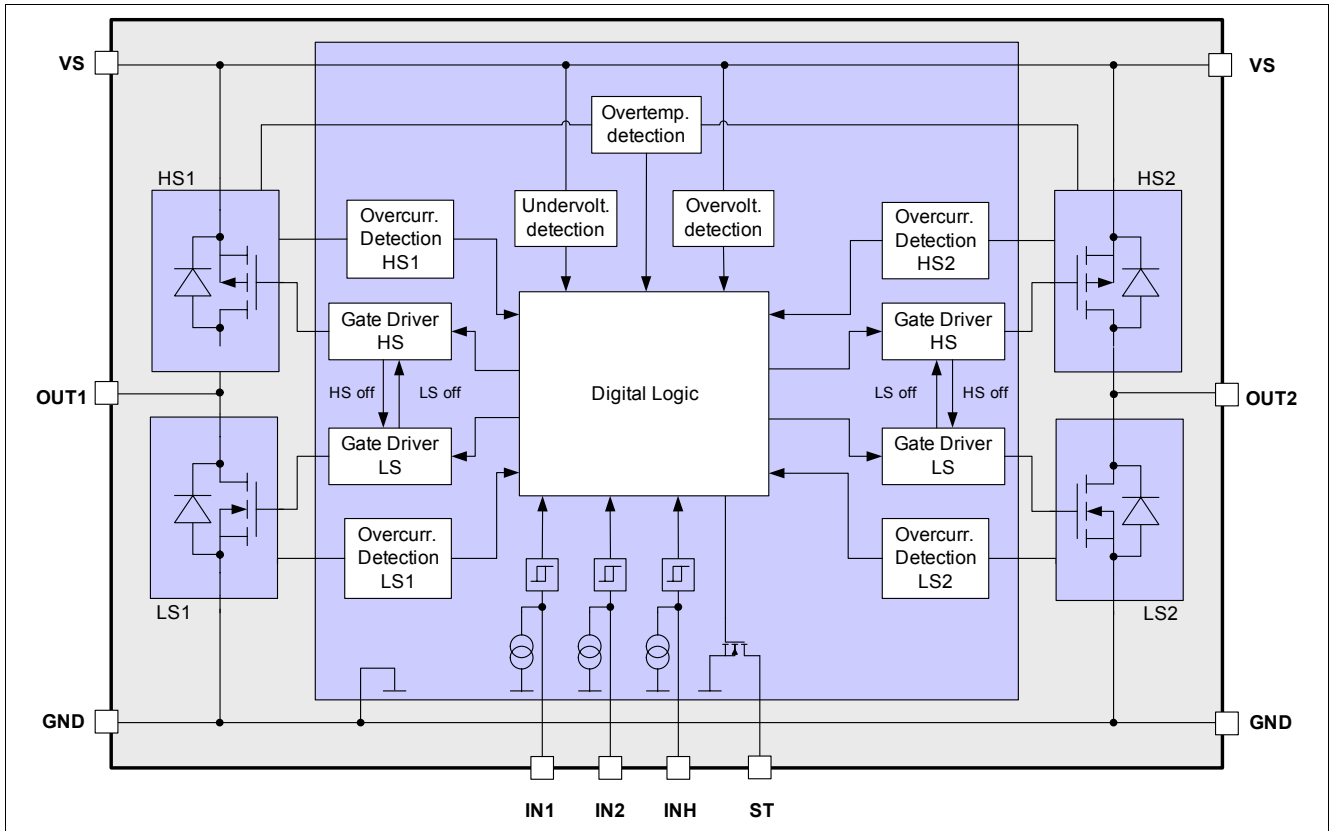 VS
VS
Overtemp.
detection
HS1
HS2
Overcurr.
Detection
HS1
Undervolt.
detection
Overvolt.
detection
Overcurr.
Detection
HS2
Gate Driver
HS
Gate Driver
HS
OUT1
HS off
LS off
Digital Logic
LS off
HS off
OUT2
Gate Driver
LS
Gate Driver
LS
Overcurr.
Detection
LS1
Overcurr.
Detection
LS2
LS1
LS2
GND
GND
IN1
IN2
INH
ST